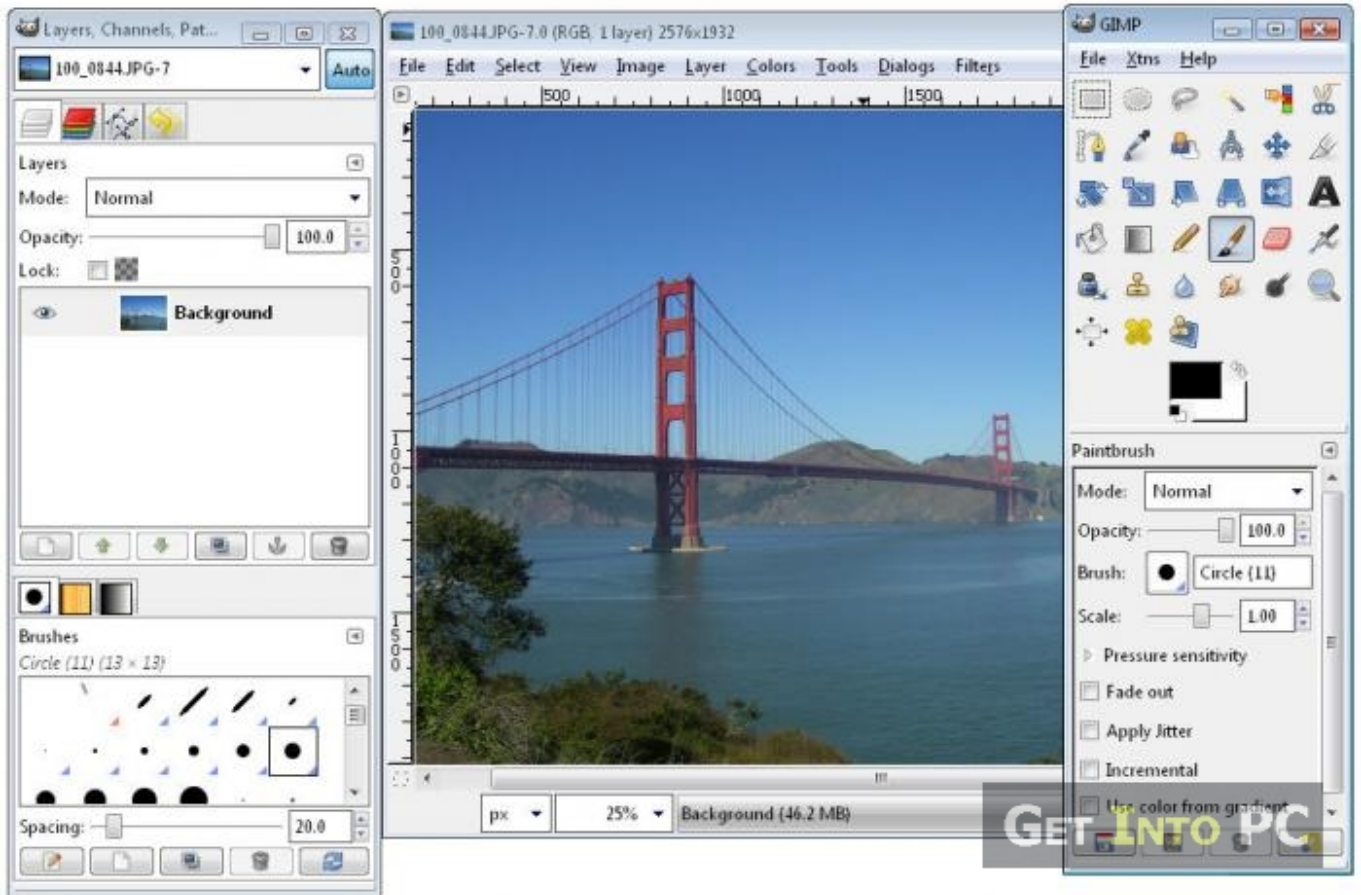 Layers, Channels, Pat...
100_0844.JPG-7
Auto
Layers
Mode: Normal
Opacity: 100.0
Lock:
Background
Brushes
Circle (11) (13 × 13)
Spacing: 20.0
100_0844.JPG-7.0 (RGB, 1 layer) 2576x1932
File Edit Select View Image Layer Colors Tools Dialogs Filters
500 1000 1500
500
1000
1500
px 25% Background (46.2 MB)
GIMP
File Xtns Help
Paintbrush
Mode: Normal
Opacity: 100.0
Brush: Circle (11)
Scale: 1.00
Pressure sensitivity
Fade out
Apply Jitter
Incremental
Use color from gradient
GET INTO PC